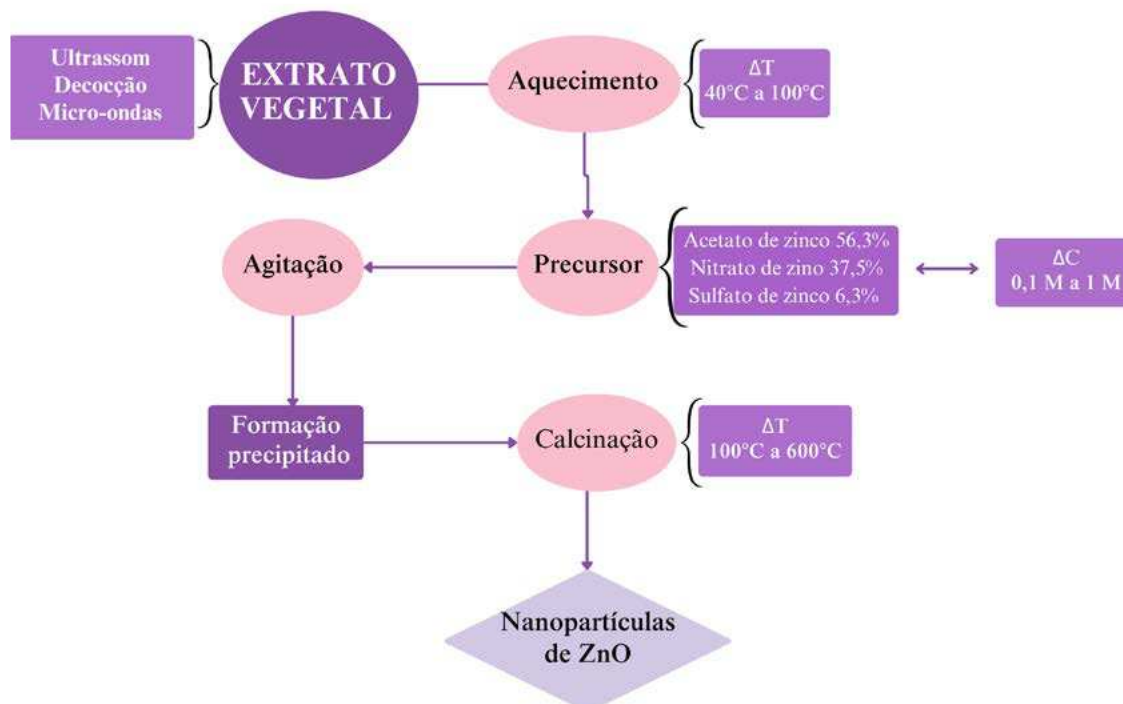 Ultrassom
Decocção
Micro-ondas
EXTRATO
VEGETAL
Aquecimento
ΔT
40°C a 100°C
Agitação
Precursor
Acetato de zinco 56,3%
Nitrato de zino 37,5%
Sulfato de zinco 6,3%
ΔC
0,1 M a 1 M
Formação
precipitado
Calcinação
ΔT
100°C a 600°C
Nanopartículas
de ZnO